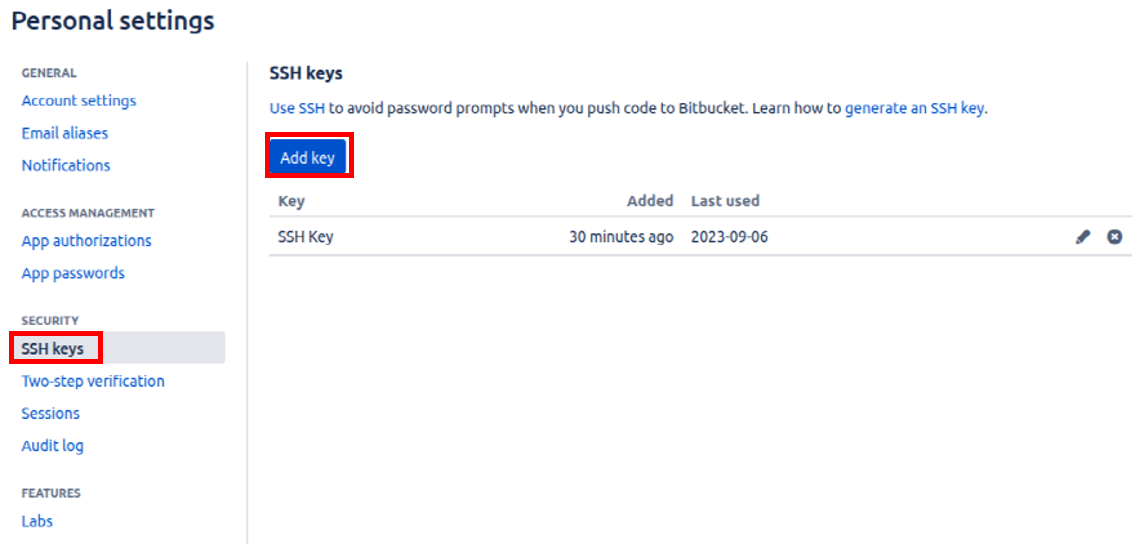 Personal settings
GENERAL
Account settings
Email aliases
Notifications
ACCESS MANAGEMENT
App authorizations
App passwords
SECURITY
SSH keys
Two-step verification
Sessions
Audit log
FEATURES
Labs
SSH keys
Use SSH to avoid password prompts when you push code to Bitbucket. Learn how to generate an SSH key.
Add key
Key Added Last used
SSH Key 30 minutes ago 2023-09-06